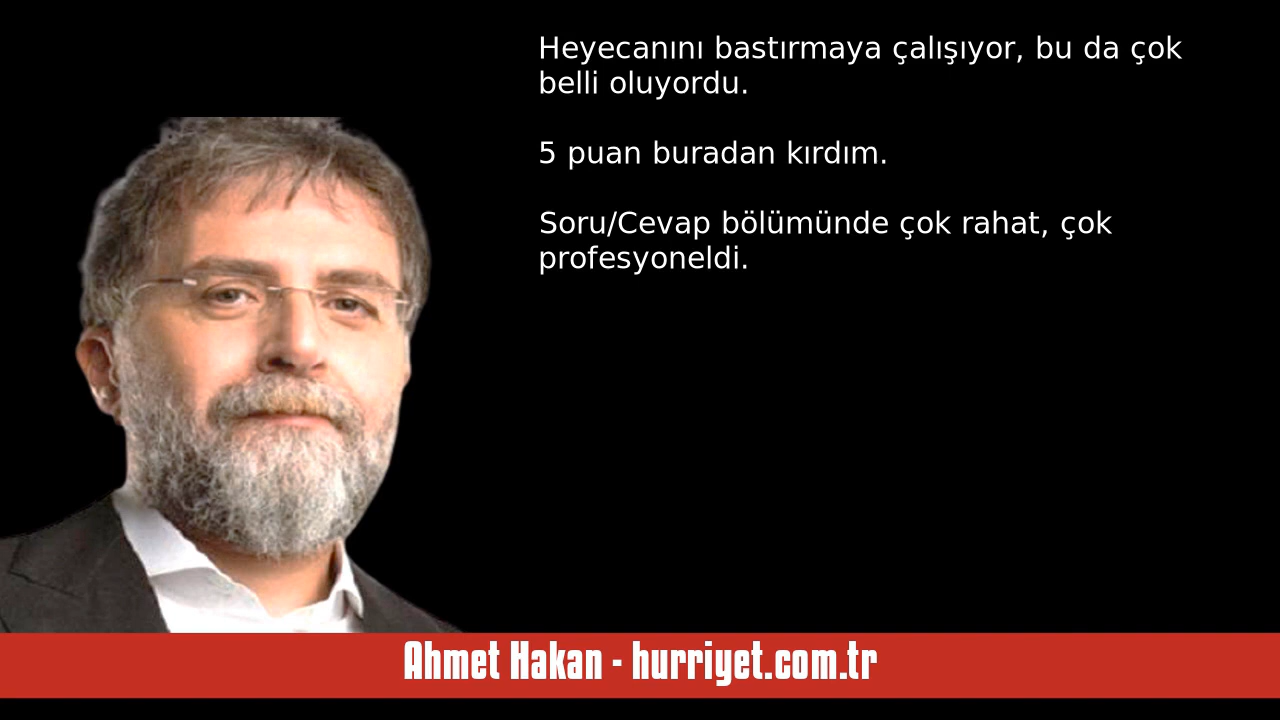 Heyecanını bastırmaya çalışıyor, bu da çok
belli oluyordu.
5 puan buradan kırdım.
Soru/Cevap bölümünde çok rahat, çok
profesyoneldi.
Ahmet Hakan - hurriyet.com.tr